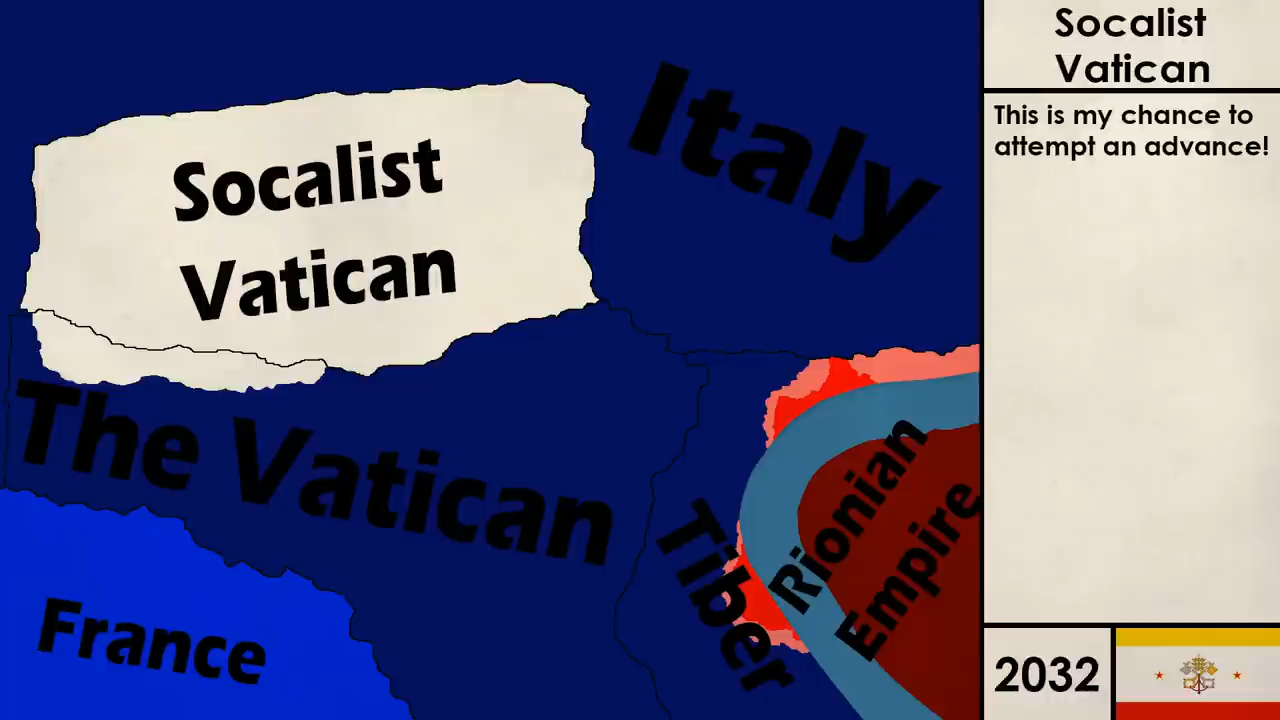 Socalist
Vatican
Italy
The Vatican
France
Tiber
Rionian
Empire
Socalist
Vatican
This is my chance to
attempt an advance!
2032